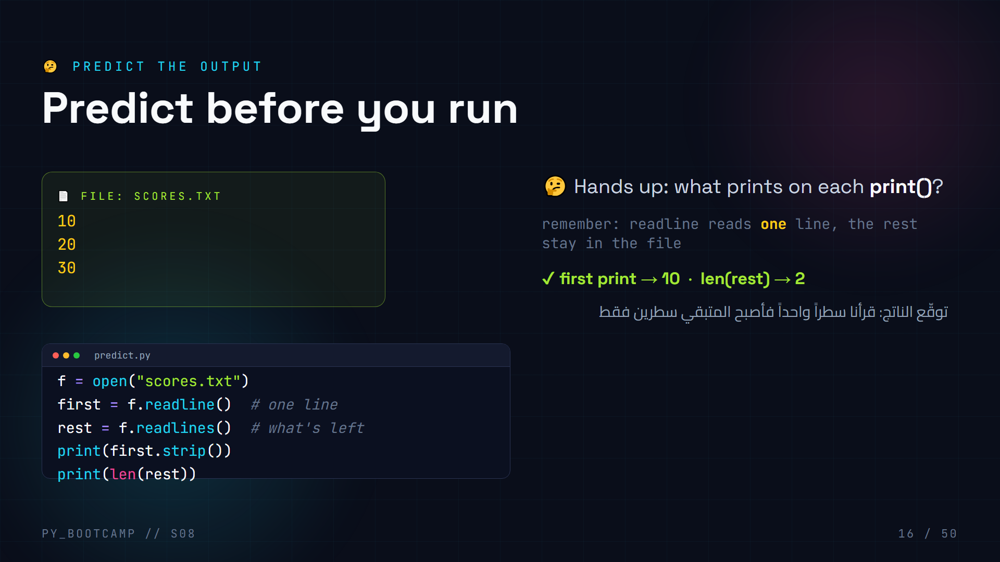 🤔 PREDICT THE OUTPUT
Predict before you run
📄 FILE: SCORES.TXT
10
20
30
predict.py
f = open("scores.txt")
first = f.readline()  # one line
rest = f.readlines()  # what's left
print(first.strip())
print(len(rest))
🤔 Hands up: what prints on each print()?
remember: readline reads one line, the rest
stay in the file
✓ first print → 10 · len(rest) → 2
توقّع الناتج: قرأنا سطراً واحداً فأصبح المتبقي سطرين فقط
PY_BOOTCAMP // S08
16 / 50